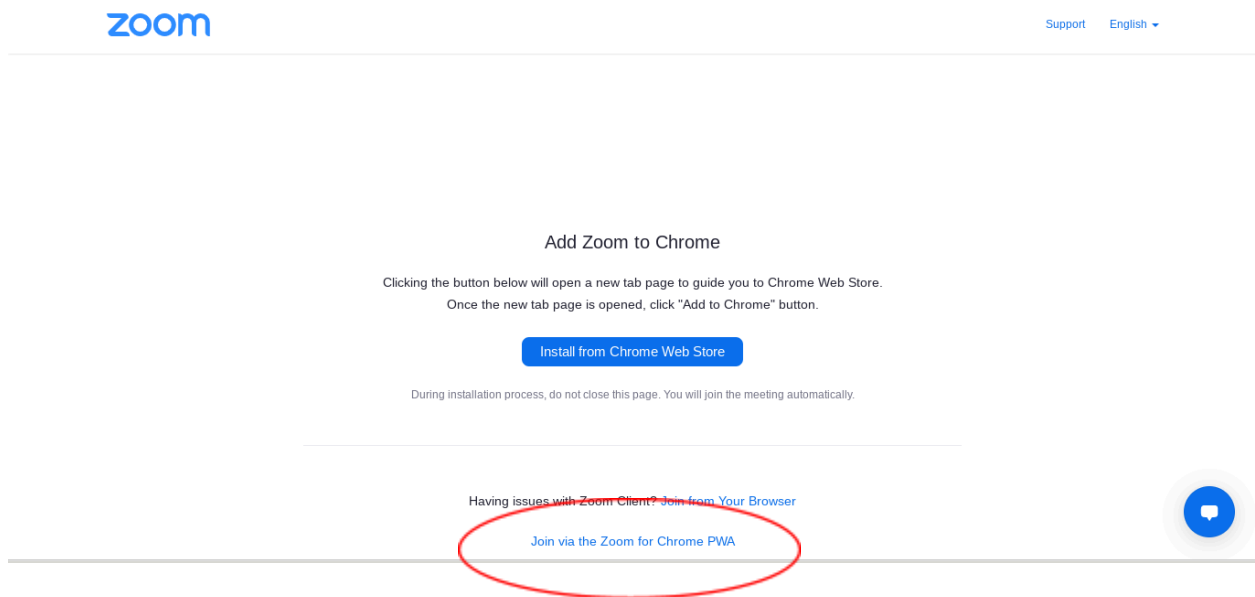 zoom
Support English
Add Zoom to Chrome
Clicking the button below will open a new tab page to guide you to Chrome Web Store.
Once the new tab page is opened, click "Add to Chrome" button.
Install from Chrome Web Store
During installation process, do not close this page. You will join the meeting automatically.
Having issues with Zoom Client? Join from Your Browser
Join via the Zoom for Chrome PWA